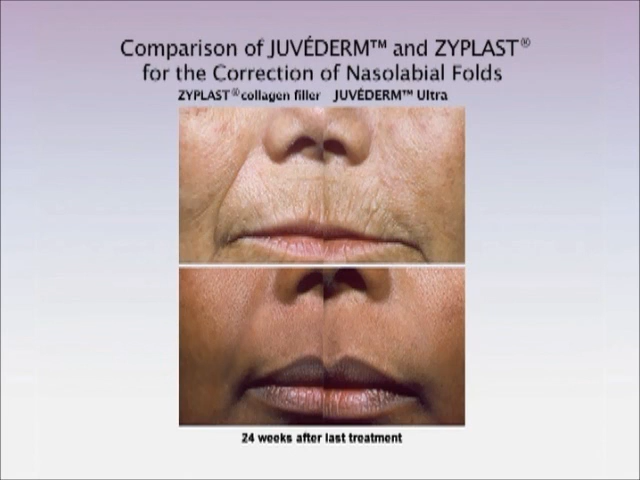 Comparison of JUVÉDERM™ and ZYPLAST®
for the Correction of Nasolabial Folds
ZYPLAST® collagen filler JUVÉDERM™ Ultra
24 weeks after last treatment